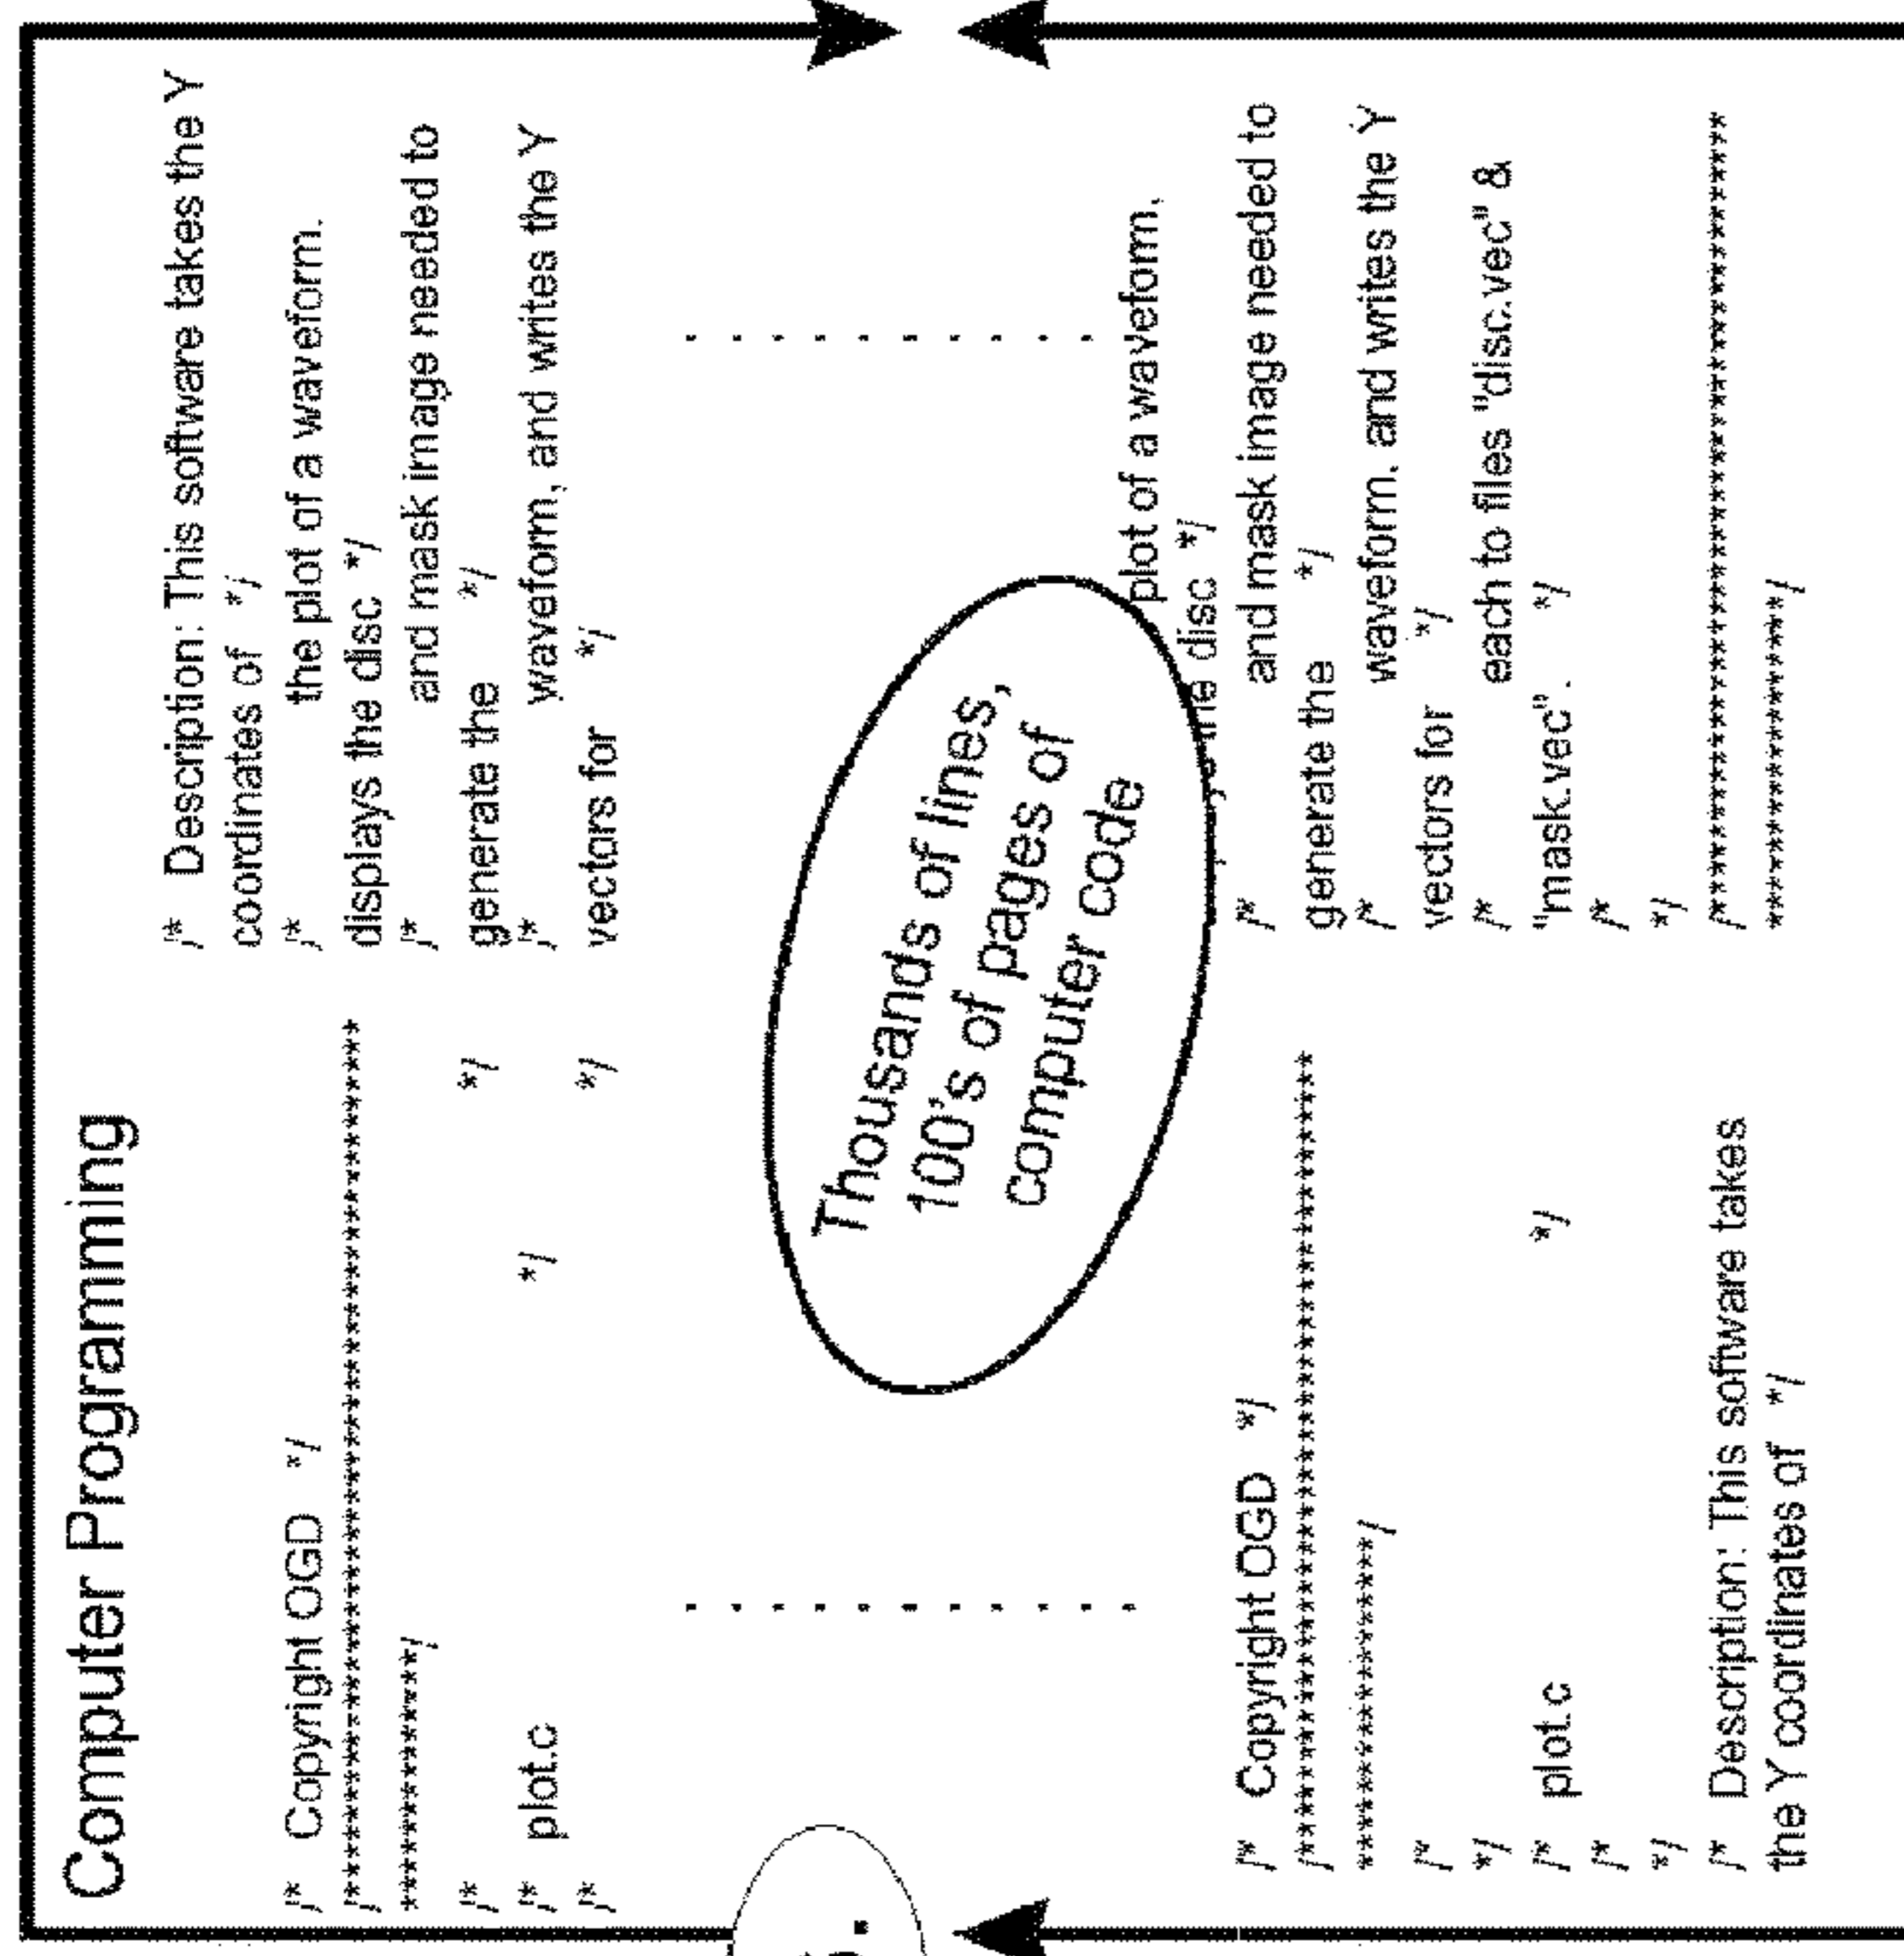 Computer Programming
/* Copyright OGD */
/**********************************************************
******************/
/* */
/* plot.c */
/* */
. . . . . . . . . . .
/* Copyright OGD */
/*****************************************************
************************/
/*
*/
/* plot.c */
/*
*/
/* Description: This software takes
the Y coordinates of */
/* Description: This software takes the Y
coordinates of */
/* the plot of a waveform.
displays the disc */
/* and mask image needed to
generate the */
/* waveform, and writes the Y
vectors for */
. . . . . . . . . .
Thousands of lines,
100's of pages of
computer code
plot of a waveform,
disc */
/* and mask image needed to
generate the */
/* waveform. and writes the Y
vectors for */
/* each to files "disc.vec" &
"mask.vec". */
/*
*/
/*******************************************************
***********************/